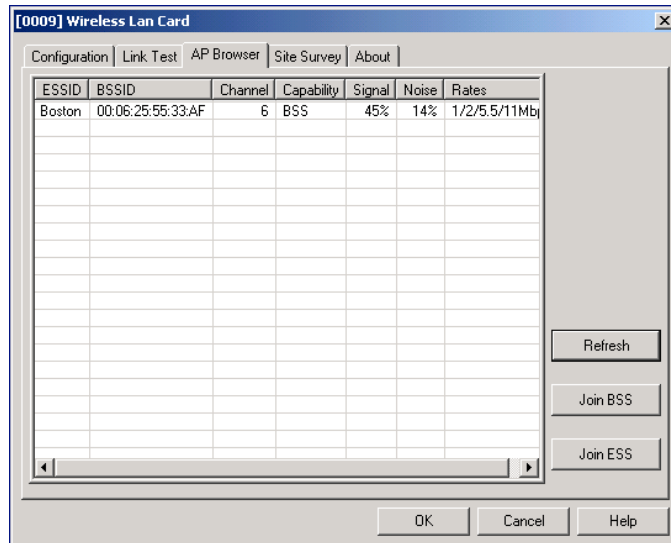 [0009] Wireless Lan Card
Configuration Link Test AP Browser Site Survey About
ESSID BSSID Channel Capability Signal Noise Rates
Boston 00:06:25:55:33:AF 6 BSS 45% 14% 1/2/5.5/11Mb
Refresh
Join BSS
Join ESS
OK Cancel Help